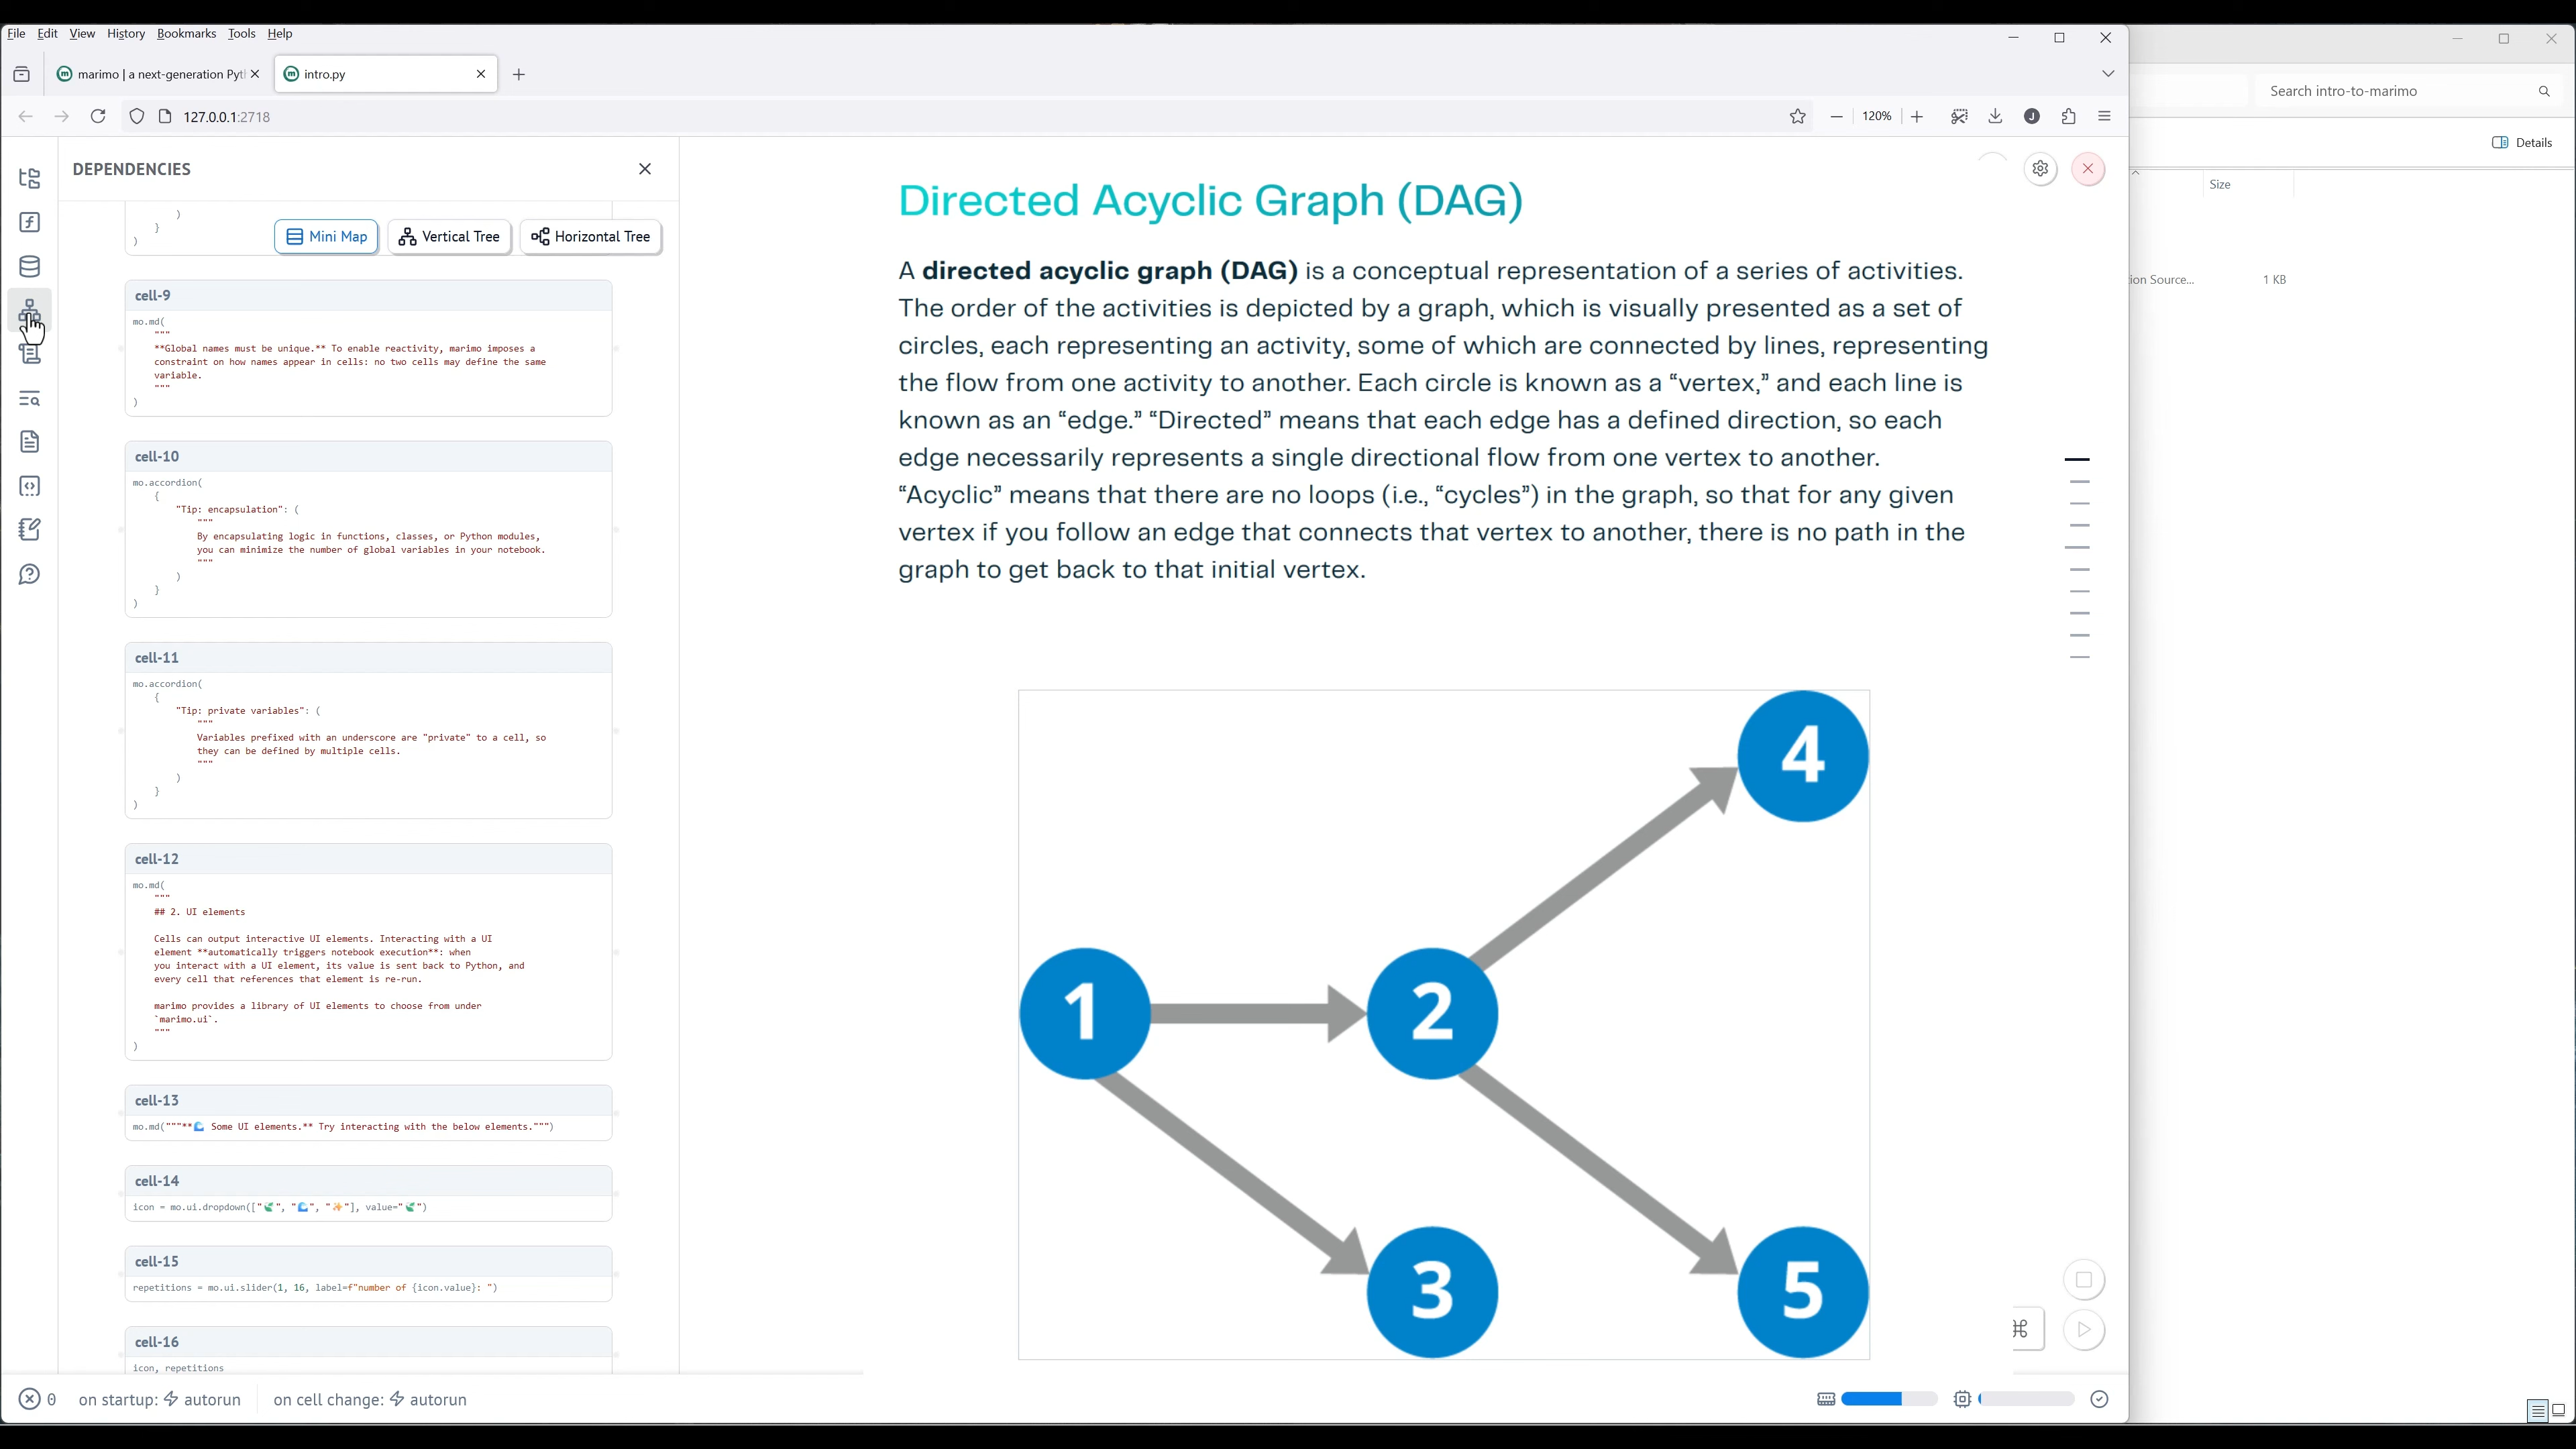 File Edit View History Bookmarks Tools Help
marimo | a next-generation Pyt
intro.py
127.0.0.1:2718
120%
J
Search intro-to-marimo
Details
Size
ion Source...
1 KB
DEPENDENCIES
Mini Map
Vertical Tree
Horizontal Tree
)
}
)
cell-9
mo.md(
"""
**Global names must be unique.** To enable reactivity, marimo imposes a
constraint on how names appear in cells: no two cells may define the same
variable.
"""
)
cell-10
mo.accordion(
{
"Tip: encapsulation": (
"""
By encapsulating logic in functions, classes, or Python modules,
you can minimize the number of global variables in your notebook.
"""
)
}
)
cell-11
mo.accordion(
{
"Tip: private variables": (
"""
Variables prefixed with an underscore are "private" to a cell, so
they can be defined by multiple cells.
"""
)
}
)
cell-12
mo.md(
"""
## 2. UI elements
Cells can output interactive UI elements. Interacting with a UI
element **automatically triggers notebook execution**: when
you interact with a UI element, its value is sent back to Python, and
every cell that references that element is re-run.
marimo provides a library of UI elements to choose from under
`marimo.ui`.
"""
)
cell-13
mo.md("""**🌊 Some UI elements.** Try interacting with the below elements.""")
cell-14
icon = mo.ui.dropdown(["🍃", "🌊", "✨"], value="🍃")
cell-15
repetitions = mo.ui.slider(1, 16, label=f"number of {icon.value}: ")
cell-16
icon, repetitions
Directed Acyclic Graph (DAG)
A directed acyclic graph (DAG) is a conceptual representation of a series of activities.
The order of the activities is depicted by a graph, which is visually presented as a set of
circles, each representing an activity, some of which are connected by lines, representing
the flow from one activity to another. Each circle is known as a “vertex,” and each line is
known as an “edge.” “Directed” means that each edge has a defined direction, so each
edge necessarily represents a single directional flow from one vertex to another.
“Acyclic” means that there are no loops (i.e., “cycles”) in the graph, so that for any given
vertex if you follow an edge that connects that vertex to another, there is no path in the
graph to get back to that initial vertex.
4
1
2
3
5
⌘
0
on startup: autorun
on cell change: autorun